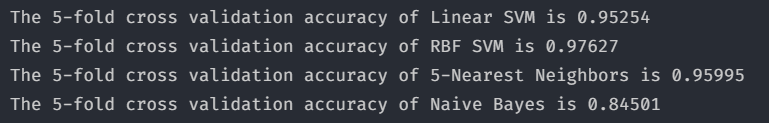 The 5-fold cross validation accuracy of Linear SVM is 0.95254
The 5-fold cross validation accuracy of RBF SVM is 0.97627
The 5-fold cross validation accuracy of 5-Nearest Neighbors is 0.95995
The 5-fold cross validation accuracy of Naive Bayes is 0.84501